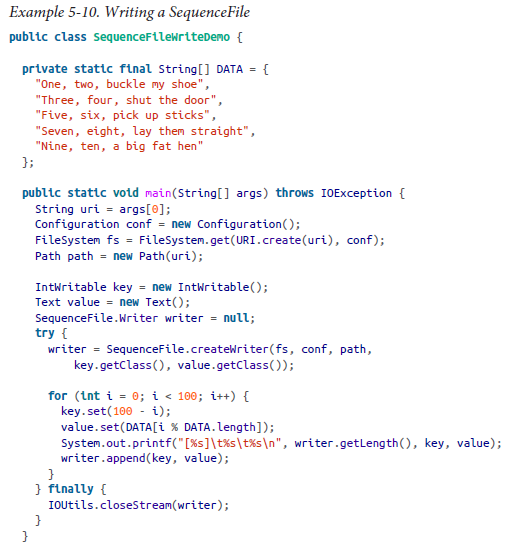 Example 5-10. Writing a SequenceFile
public class SequenceFileWriteDemo {
private static final String[] DATA = {
"One, two, buckle my shoe",
"Three, four, shut the door",
"Five, six, pick up sticks",
"Seven, eight, lay them straight",
"Nine, ten, a big fat hen"
};
public static void main(String[] args) throws IOException {
String uri = args[0];
Configuration conf = new Configuration();
FileSystem fs = FileSystem.get(URI.create(uri), conf);
Path path = new Path(uri);
IntWritable key = new IntWritable();
Text value = new Text();
SequenceFile.Writer writer = null;
try {
writer = SequenceFile.createWriter(fs, conf, path,
key.getClass(), value.getClass());
for (int i = 0; i < 100; i++) {
key.set(100 - i);
value.set(DATA[i % DATA.length]);
System.out.printf("[%s]\t%s\t%s\n", writer.getLength(), key, value);
writer.append(key, value);
}
} finally {
IOUtils.closeStream(writer);
}
}